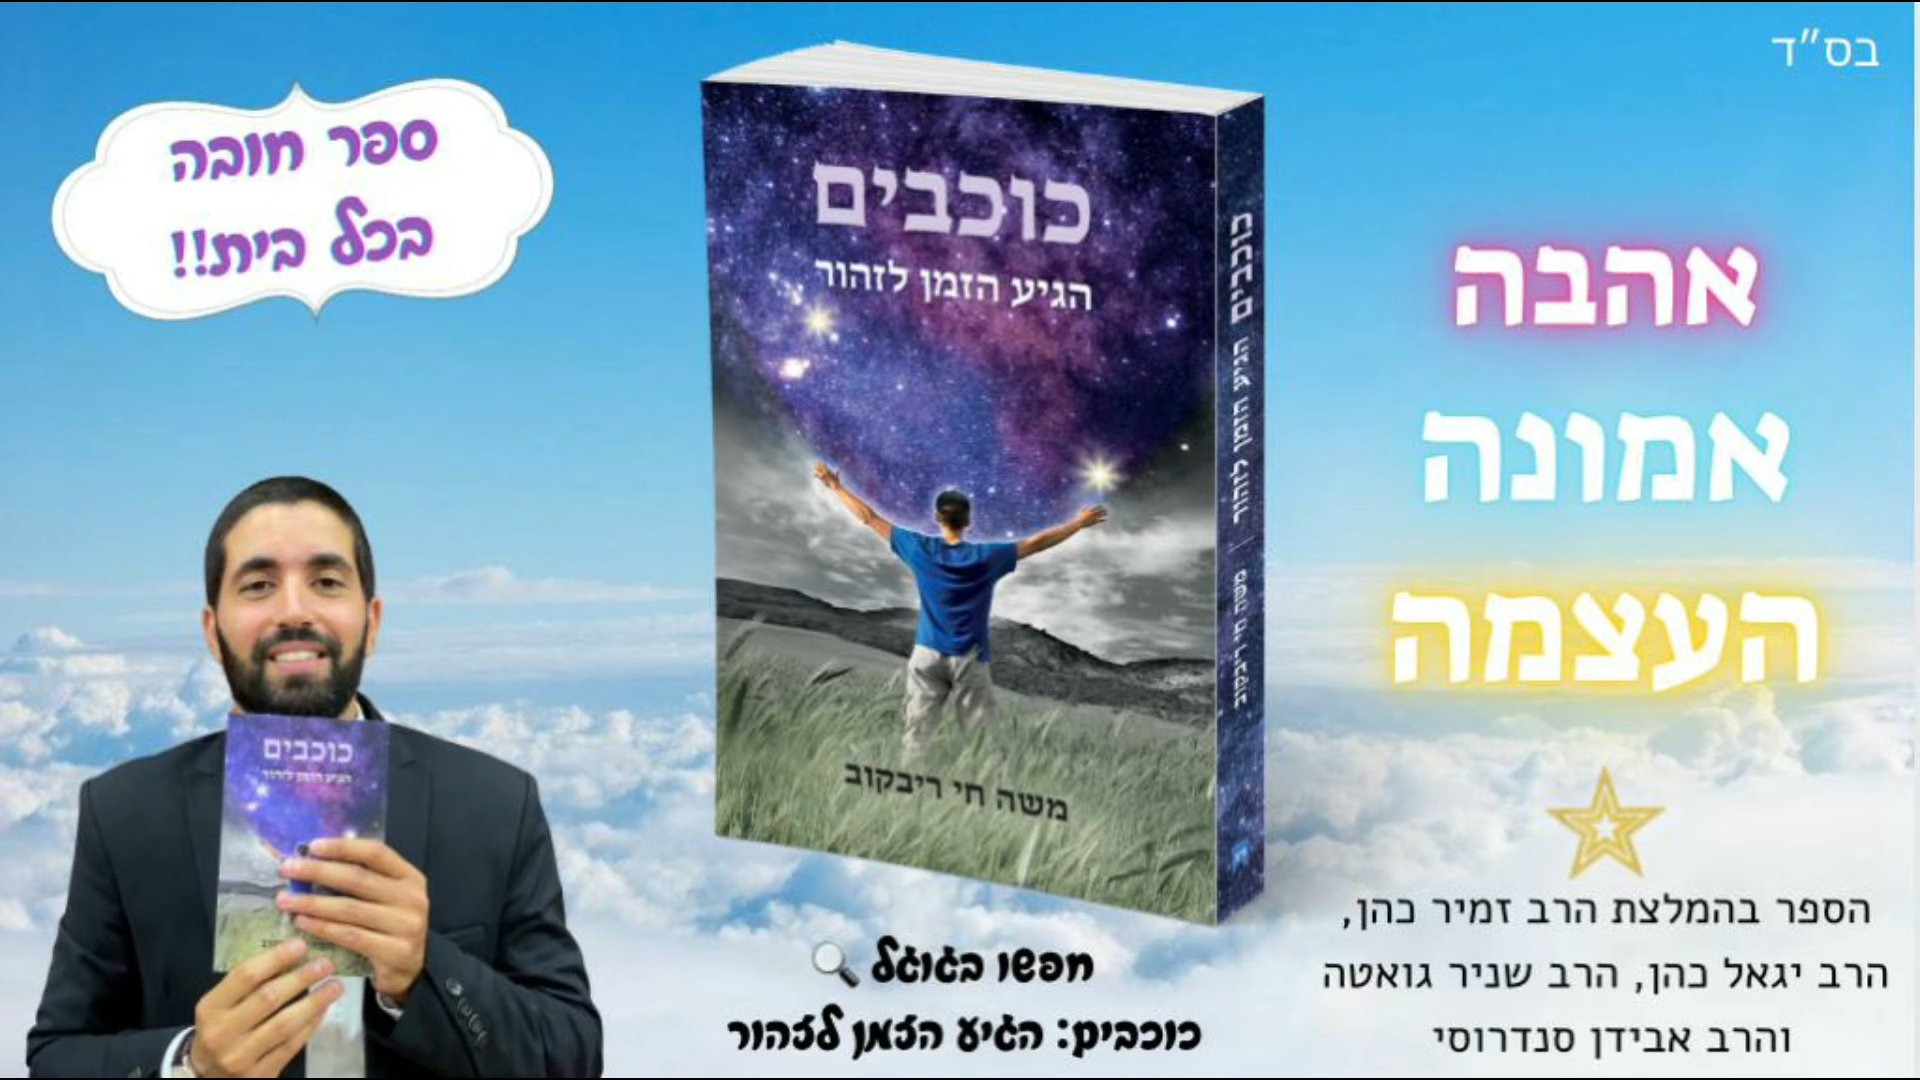 בס״ד
ספר חובה
בכל בית!!
כוכבים
הגיע הזמן לזהור
משה חי ריבקוב
כוכבים הגיע הזמן לזהור | משה חי ריבקוב
אהבה
אמונה
העצמה
כוכבים
הגיע הזמן לזהור
חפשו בגוגל
כוכבים: הגיע הזמן לזהור
הספר בהמלצת הרב זמיר כהן,
הרב יגאל כהן, הרב שניר גואטה
והרב אבידן סנדרוסי